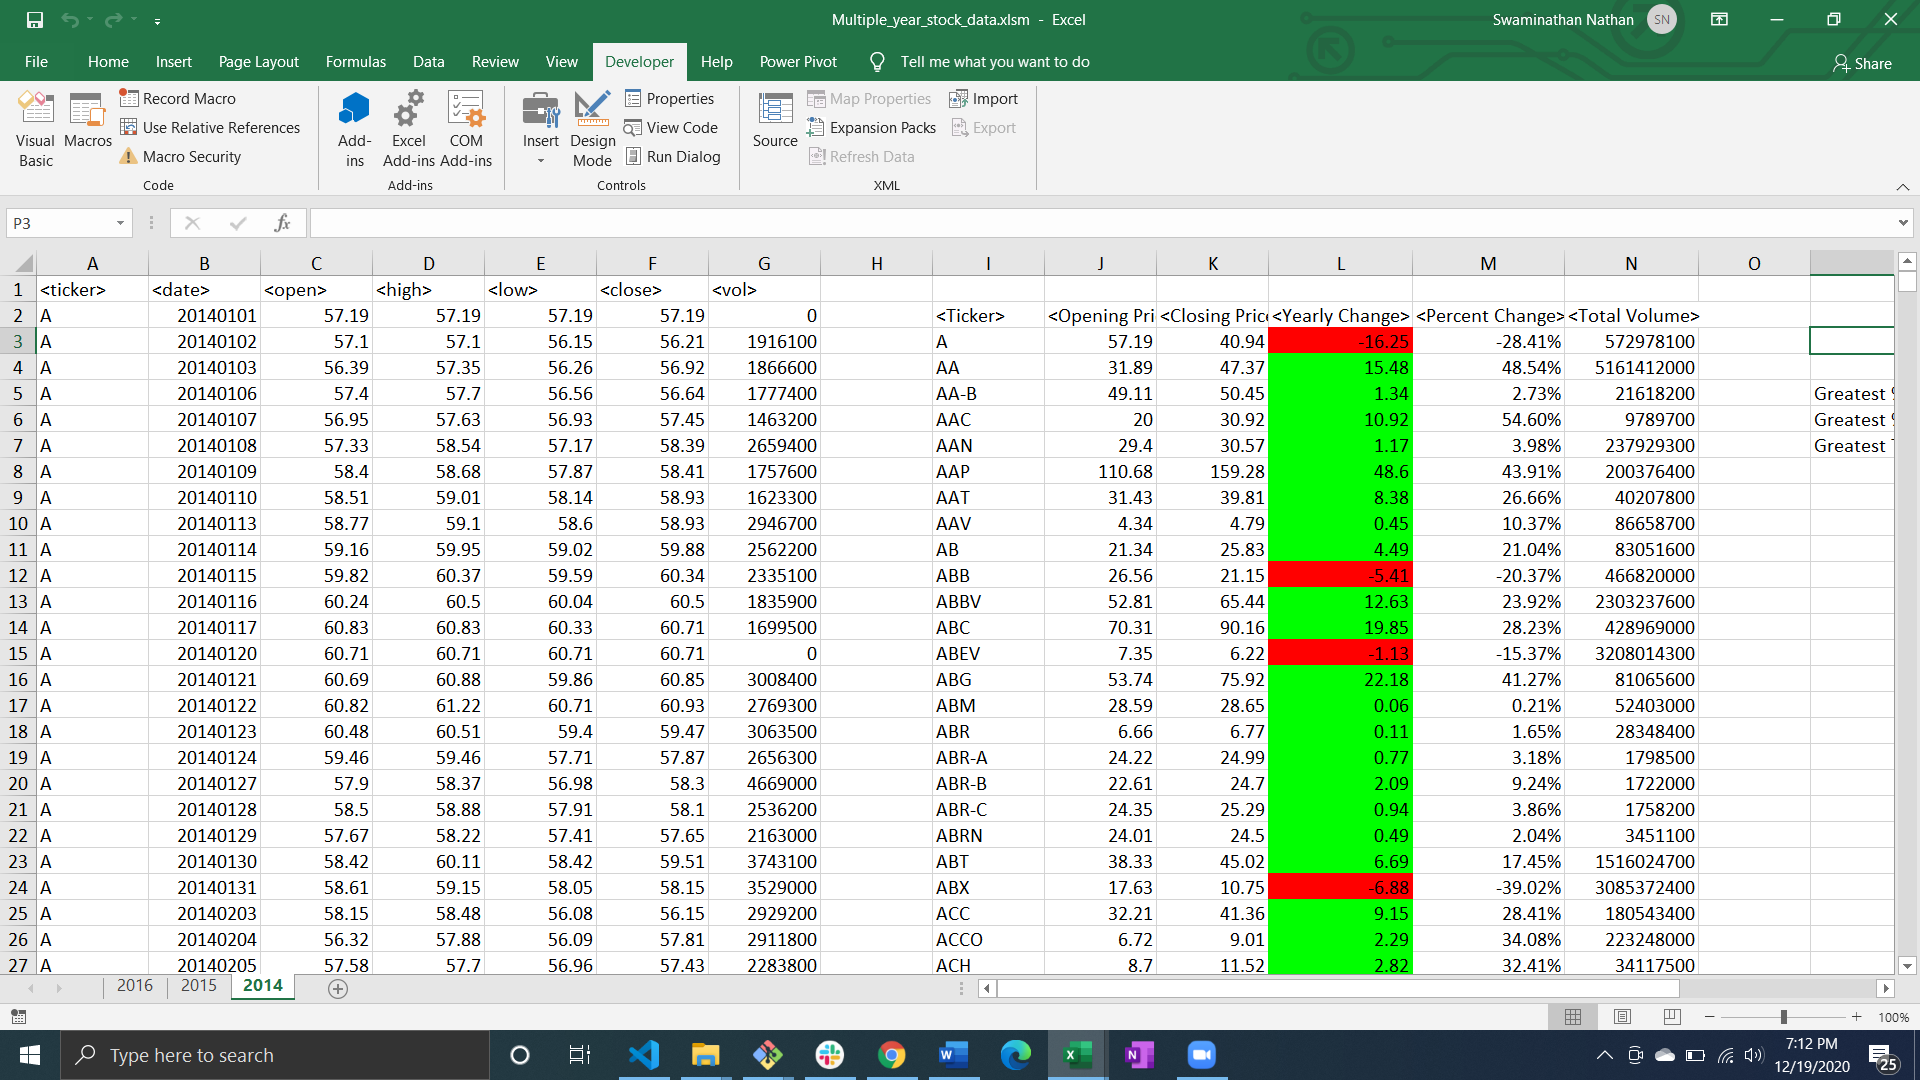 Multiple_year_stock_data.xlsm - Excel
Swaminathan Nathan SN
File Home Insert Page Layout Formulas Data Review View Developer Help Power Pivot Tell me what you want to do Share
Visual Basic
Macros
Record Macro
Use Relative References
Macro Security
Code
Add-ins
Excel Add-ins
COM Add-ins
Add-ins
Insert
Design Mode
Properties
View Code
Run Dialog
Controls
Source
Map Properties
Expansion Packs
Refresh Data
Import
Export
XML
P3 fx
A B C D E F G H I J K L M N O
1 <ticker> <date> <open> <high> <low> <close> <vol>
2 A 20140101 57.19 57.19 57.19 57.19 0 <Ticker> <Opening Pri <Closing Price <Yearly Change> <Percent Change> <Total Volume>
3 A 20140102 57.1 57.1 56.15 56.21 1916100 A 57.19 40.94 -16.25 -28.41% 572978100
4 A 20140103 56.39 57.35 56.26 56.92 1866600 AA 31.89 47.37 15.48 48.54% 5161412000
5 A 20140106 57.4 57.7 56.56 56.64 1777400 AA-B 49.11 50.45 1.34 2.73% 21618200 Greatest %
6 A 20140107 56.95 57.63 56.93 57.45 1463200 AAC 20 30.92 10.92 54.60% 9789700 Greatest %
7 A 20140108 57.33 58.54 57.17 58.39 2659400 AAN 29.4 30.57 1.17 3.98% 237929300 Greatest T
8 A 20140109 58.4 58.68 57.87 58.41 1757600 AAP 110.68 159.28 48.6 43.91% 200376400
9 A 20140110 58.51 59.01 58.14 58.93 1623300 AAT 31.43 39.81 8.38 26.66% 40207800
10 A 20140113 58.77 59.1 58.6 58.93 2946700 AAV 4.34 4.79 0.45 10.37% 86658700
11 A 20140114 59.16 59.95 59.02 59.88 2562200 AB 21.34 25.83 4.49 21.04% 83051600
12 A 20140115 59.82 60.37 59.59 60.34 2335100 ABB 26.56 21.15 -5.41 -20.37% 466820000
13 A 20140116 60.24 60.5 60.04 60.5 1835900 ABBV 52.81 65.44 12.63 23.92% 2303237600
14 A 20140117 60.83 60.83 60.33 60.71 1699500 ABC 70.31 90.16 19.85 28.23% 428969000
15 A 20140120 60.71 60.71 60.71 60.71 0 ABEV 7.35 6.22 -1.13 -15.37% 3208014300
16 A 20140121 60.69 60.88 59.86 60.85 3008400 ABG 53.74 75.92 22.18 41.27% 81065600
17 A 20140122 60.82 61.22 60.71 60.93 2769300 ABM 28.59 28.65 0.06 0.21% 52403000
18 A 20140123 60.48 60.51 59.4 59.47 3063500 ABR 6.66 6.77 0.11 1.65% 28348400
19 A 20140124 59.46 59.46 57.71 57.87 2656300 ABR-A 24.22 24.99 0.77 3.18% 1798500
20 A 20140127 57.9 58.37 56.98 58.3 4669000 ABR-B 22.61 24.7 2.09 9.24% 1722000
21 A 20140128 58.5 58.88 57.91 58.1 2536200 ABR-C 24.35 25.29 0.94 3.86% 1758200
22 A 20140129 57.67 58.22 57.41 57.65 2163000 ABRN 24.01 24.5 0.49 2.04% 3451100
23 A 20140130 58.42 60.11 58.42 59.51 3743100 ABT 38.33 45.02 6.69 17.45% 1516024700
24 A 20140131 58.61 59.15 58.05 58.15 3529000 ABX 17.63 10.75 -6.88 -39.02% 3085372400
25 A 20140203 58.15 58.48 56.08 56.15 2929200 ACC 32.21 41.36 9.15 28.41% 180543400
26 A 20140204 56.32 57.88 56.09 57.81 2911800 ACCO 6.72 9.01 2.29 34.08% 223248000
27 A 20140205 57.58 57.7 56.96 57.43 2283800 ACH 8.7 11.52 2.82 32.41% 34117500
2016 2015 2014
100%
Type here to search
7:12 PM
12/19/2020
25